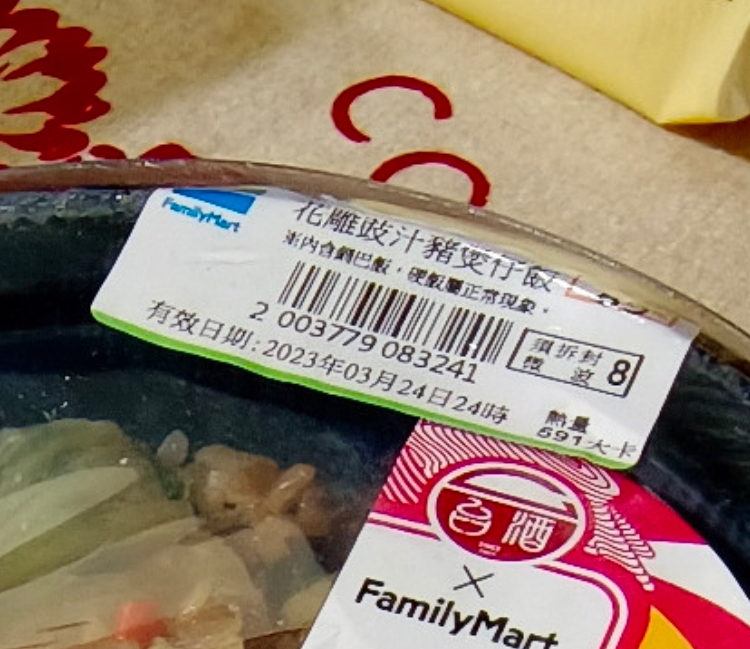 FamilyMart
花雕豉汁豬煲仔飯
※內含鍋巴飯，硬飯屬正常現象。
2 003779 083241
須拆封
微波 8
有效日期:2023年03月24日24時
熱量
691大卡
台酒
×
FamilyMart